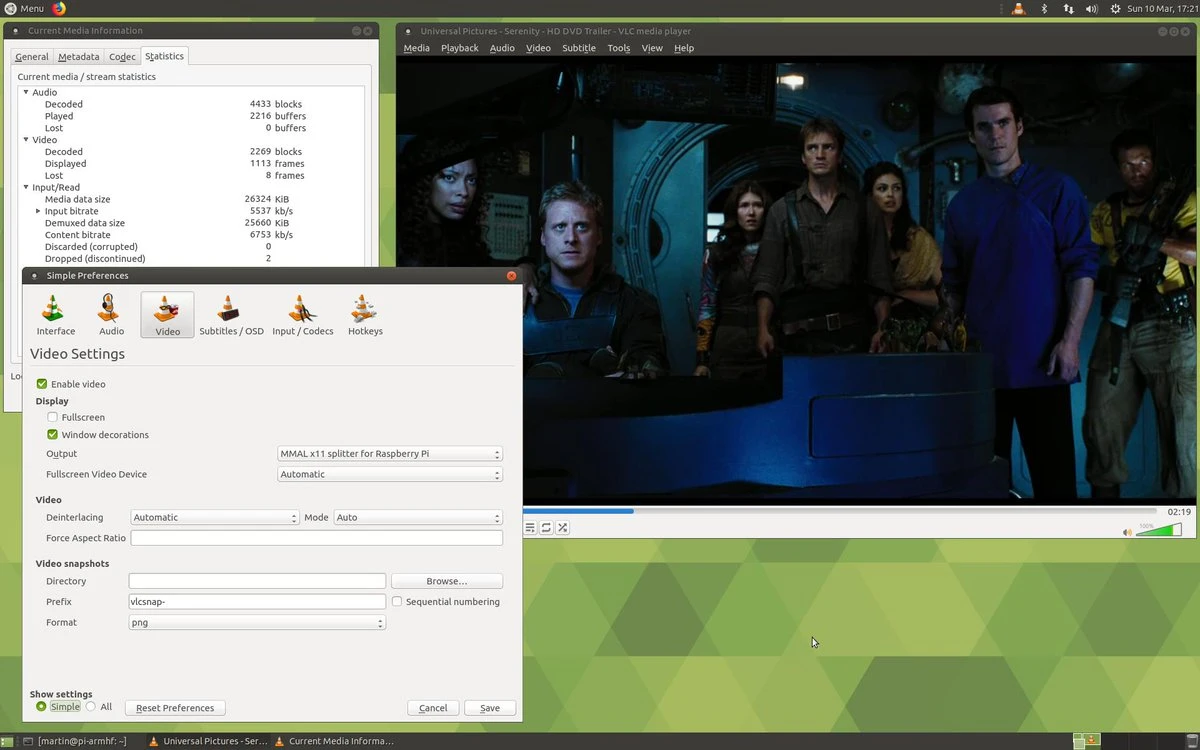 Menu
Sun 10 Mar, 17:21
Current Media Information
General Metadata Codec Statistics
Current media / stream statistics
Audio
Decoded 4433 blocks
Played 2216 buffers
Lost 0 buffers
Video
Decoded 2269 blocks
Displayed 1113 frames
Lost 8 frames
Input/Read
Media data size 26324 KiB
Input bitrate 5537 kb/s
Demuxed data size 25660 KiB
Content bitrate 6753 kb/s
Discarded (corrupted) 0
Dropped (discontinued) 2
Lo
Universal Pictures - Serenity - HD DVD Trailer - VLC media player
Media Playback Audio Video Subtitle Tools View Help
02:19
100%
Simple Preferences
Interface Audio Video Subtitles / OSD Input / Codecs Hotkeys
Video Settings
Enable video
Display
Fullscreen
Window decorations
Output MMAL x11 splitter for Raspberry Pi
Fullscreen Video Device Automatic
Video
Deinterlacing Automatic Mode Auto
Force Aspect Ratio
Video snapshots
Directory Browse...
Prefix vlcsnap- Sequential numbering
Format png
Show settings
Simple All Reset Preferences Cancel Save
[martin@pi-armhf: ~] Universal Pictures - Ser... Current Media Informa...